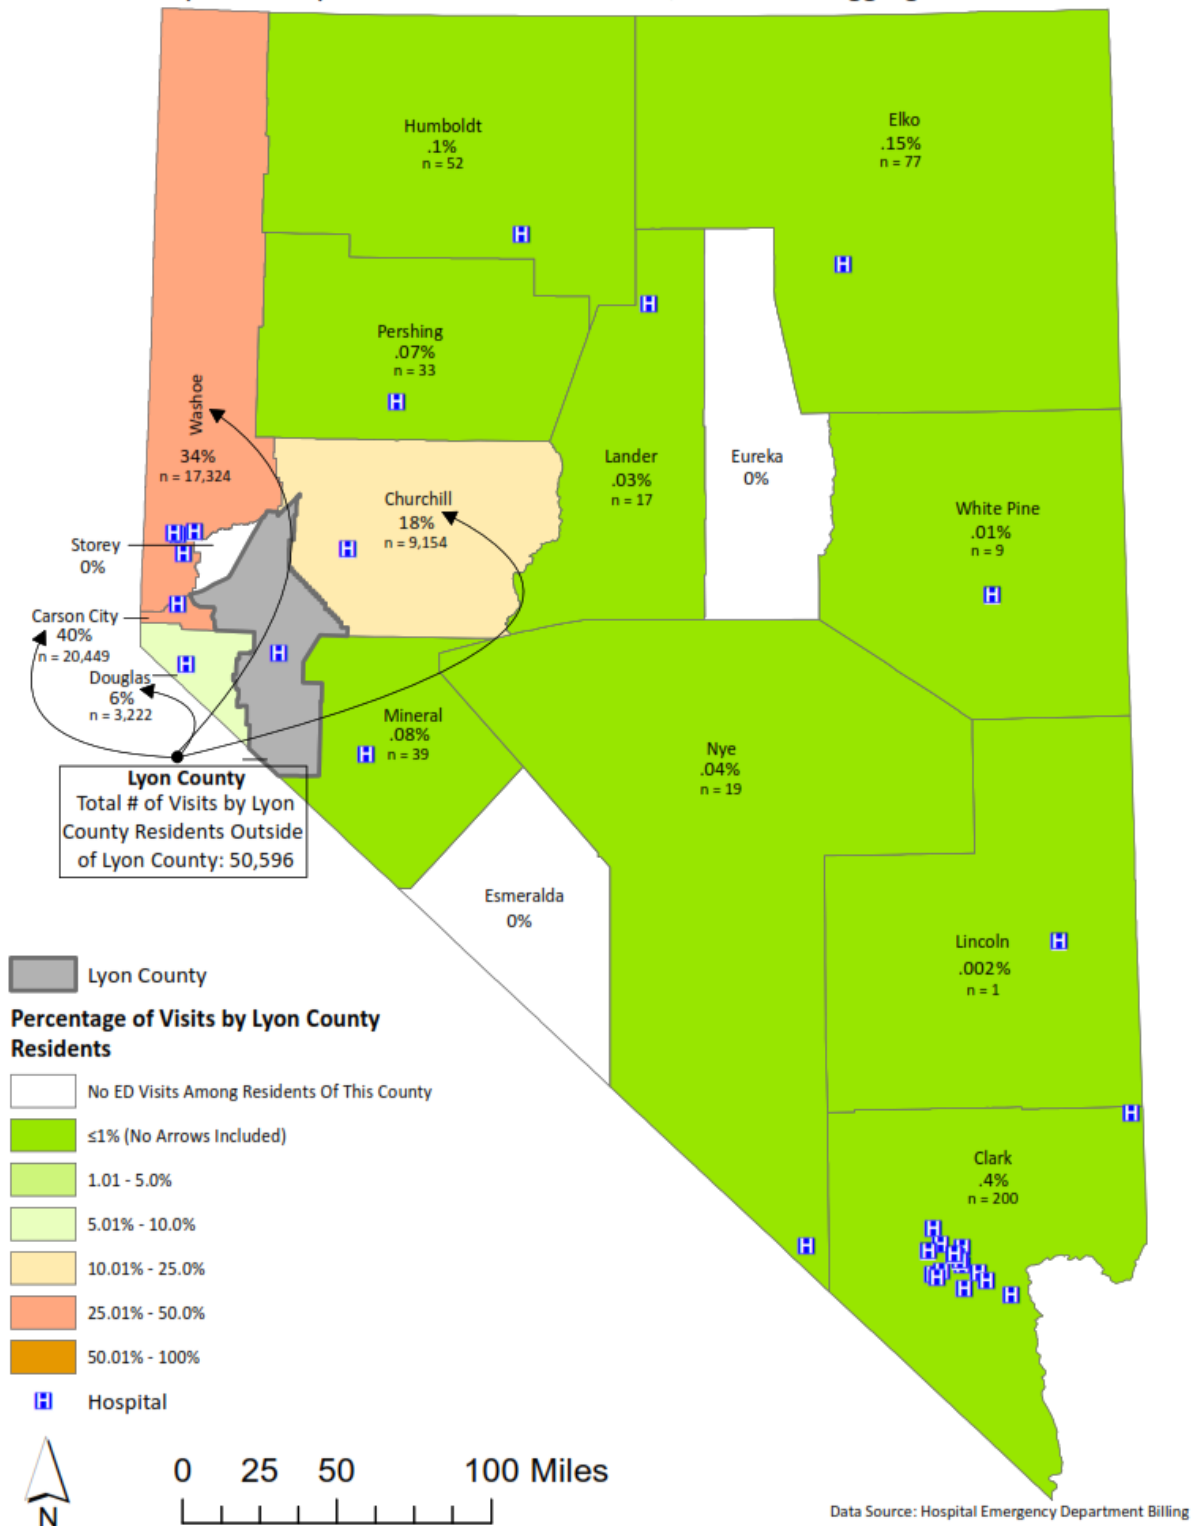 Humboldt
.1%
n = 52
Elko
.15%
n = 77
Pershing
.07%
n = 33
Washoe
34%
n = 17,324
Lander
.03%
n = 17
Eureka
0%
Churchill
18%
n = 9,154
White Pine
.01%
n = 9
Storey
0%
Carson City
40%
n = 20,449
Douglas
6%
n = 3,222
Mineral
.08%
n = 39
Nye
.04%
n = 19
Lyon County
Total # of Visits by Lyon
County Residents Outside
of Lyon County: 50,596
Esmeralda
0%
Lincoln
.002%
n = 1
Clark
.4%
n = 200
Lyon County
Percentage of Visits by Lyon County
Residents
No ED Visits Among Residents Of This County
≤1% (No Arrows Included)
1.01 - 5.0%
5.01% - 10.0%
10.01% - 25.0%
25.01% - 50.0%
50.01% - 100%
H Hospital
N
0 25 50 100 Miles
Data Source: Hospital Emergency Department Billing